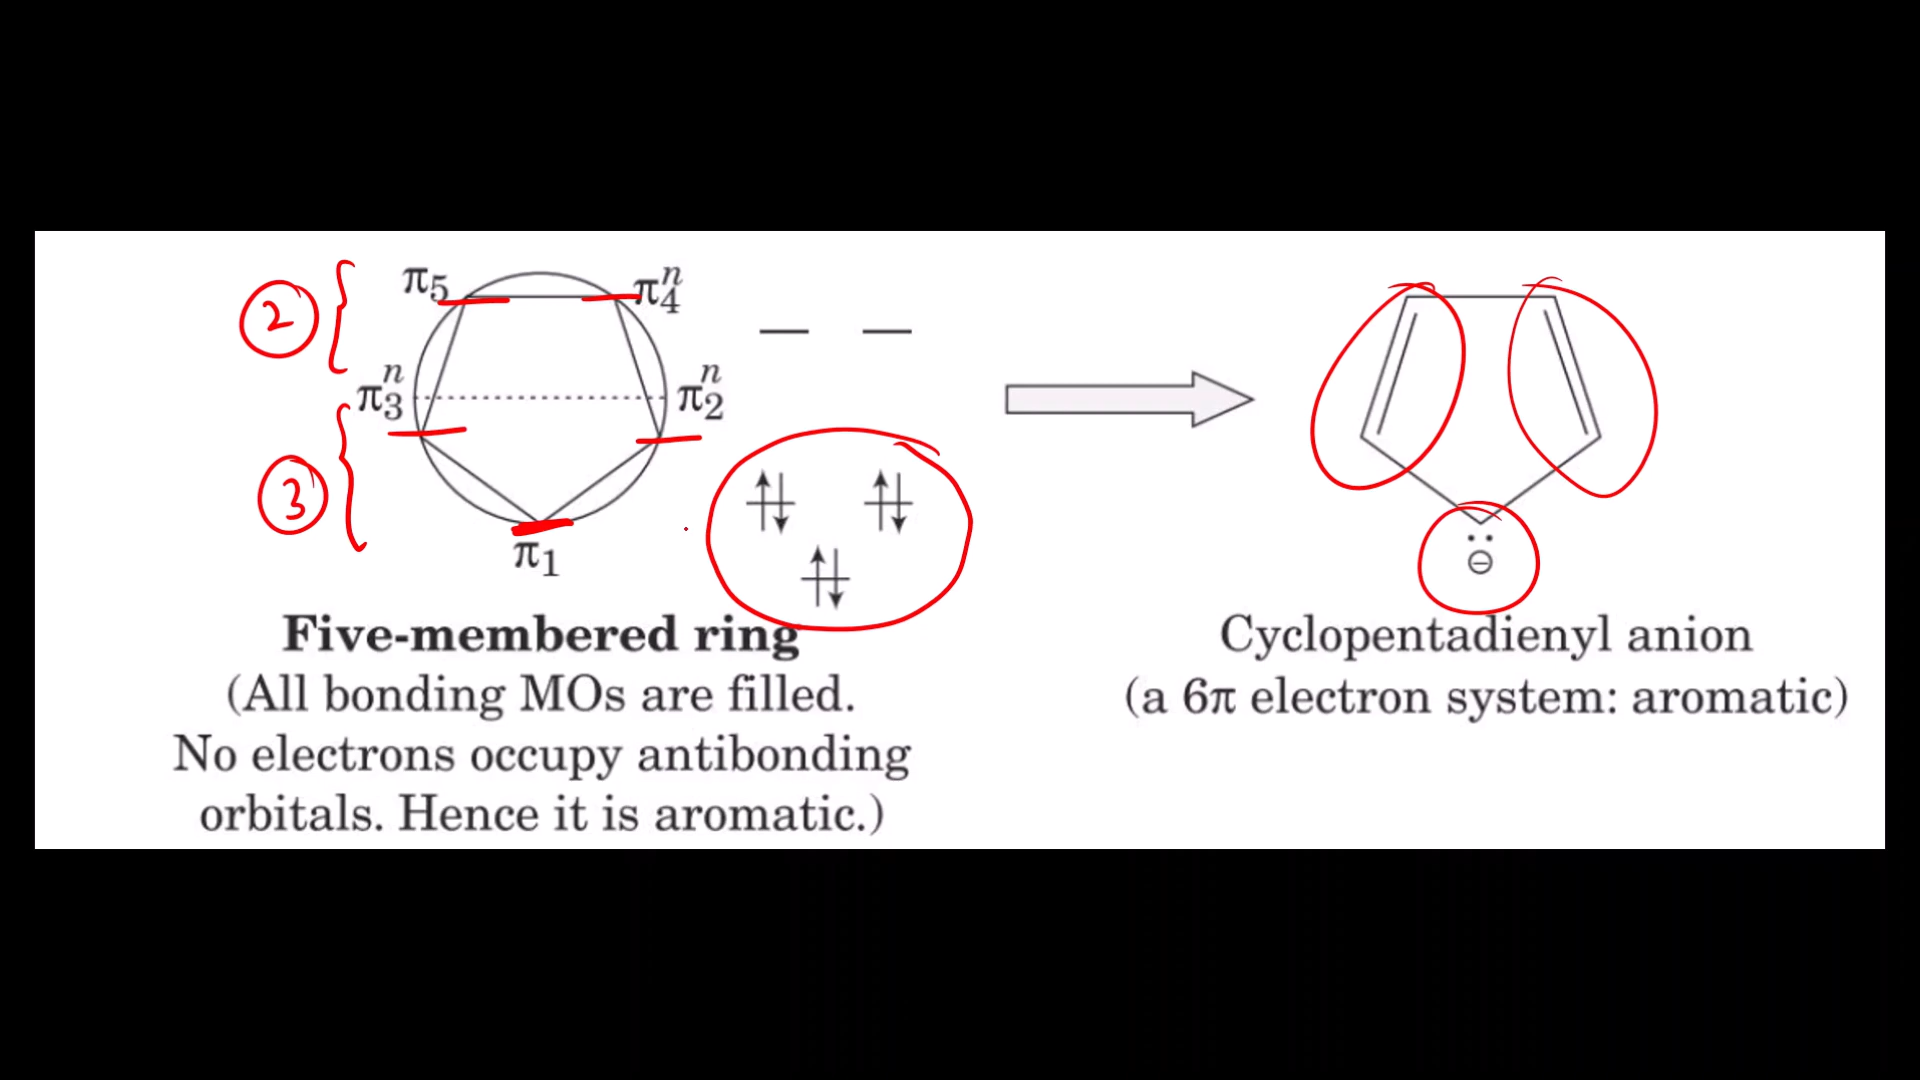 ② π₅ π₄ⁿ
π₃ⁿ π₂ⁿ
③
π₁
⊖
Five-membered ring
(All bonding MOs are filled.
No electrons occupy antibonding
orbitals. Hence it is aromatic.)
Cyclopentadienyl anion
(a 6π electron system: aromatic)